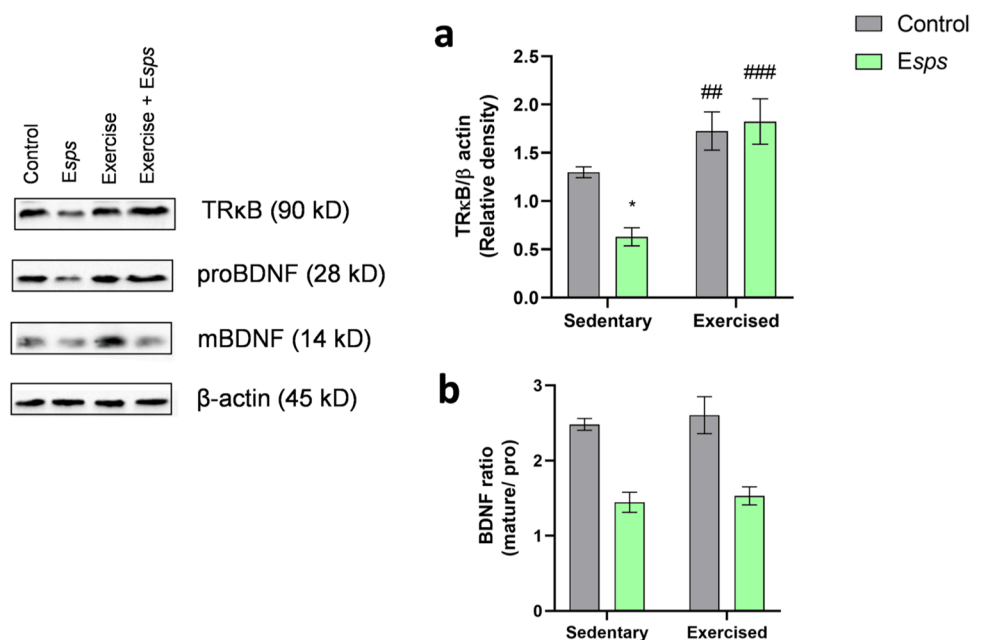 Control
Esps
Exercise
Exercise + Esps
TRκB (90 kD)
proBDNF (28 kD)
mBDNF (14 kD)
β-actin (45 kD)
a
TRκB/β actin
(Relative density)
2.5
2.0
1.5
1.0
0.5
0.0
*
##
###
Sedentary
Exercised
Control
Esps
b
BDNF ratio
(mature/ pro)
3
2
1
0
Sedentary
Exercised